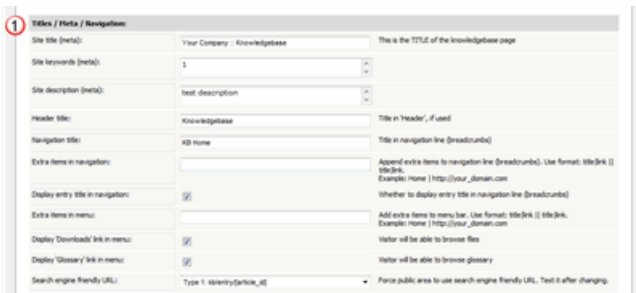 1
Titles / Meta / Navigation:
Site title (meta): Your Company :: Knowledgebase This is the TITLE of the knowledgebase page
Site keywords (meta): 1
Site description (meta): test description
Header title: Knowledgebase Title in 'Header', if used
Navigation title: KB Home Title in navigation line (breadcrumbs)
Extra items in navigation: Append extra items to navigation line (breadcrumbs). Use format: title|link ||
title|link.
Example: Home | http://your_domain.com
Display entry title in navigation: Whether to display entry title in navigation line (breadcrumbs)
Extra items in menu: Add extra items to menu bar. Use format: title|link || title|link.
Example: Home | http://your_domain.com
Display 'Downloads' link in menu: Visitor will be able to browse files
Display 'Glossary' link in menu: Visitor will be able to browse glossary
Search engine friendly URL: Type 1: kb/entry/[article_id] Force public area to use search engine friendly URL. Test it after changing.